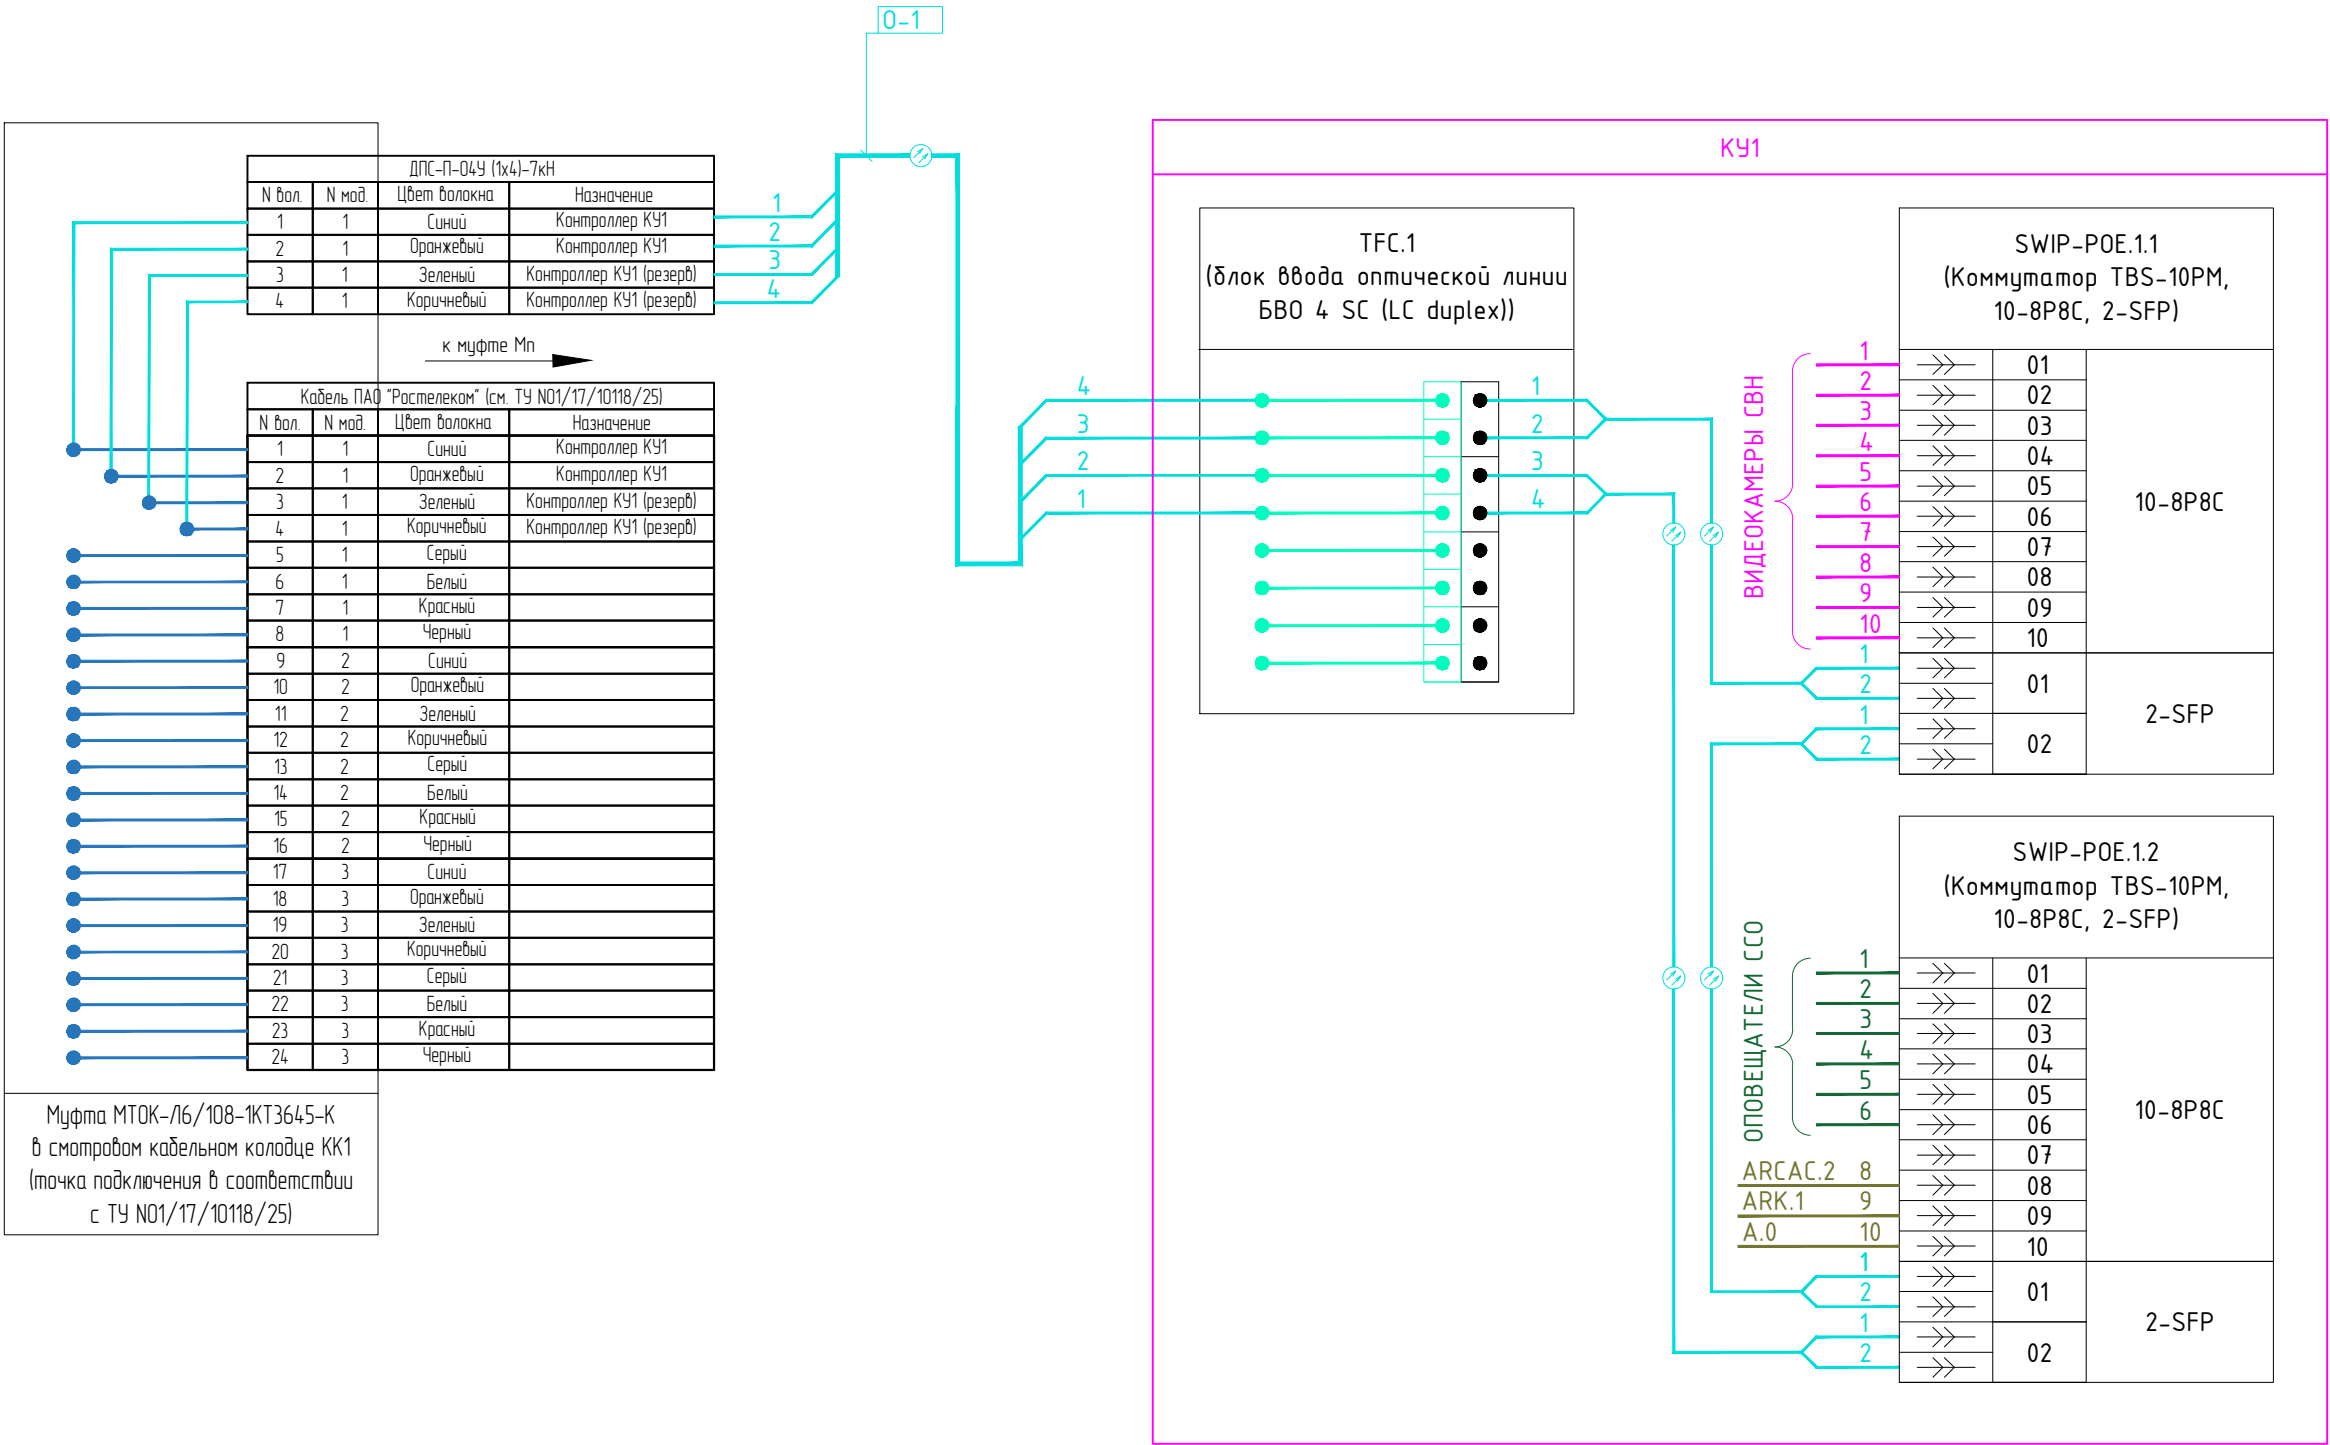 О-1
ДПС-П-04У (1х4)-7кН
N вол. N мод. Цвет волокна Назначение
1 1 Синий Контроллер КУ1 1
2 1 Оранжевый Контроллер КУ1 2
3 1 Зеленый Контроллер КУ1 (резерв) 3
4 1 Коричневый Контроллер КУ1 (резерв) 4
к муфте Мп
Кабель ПАО "Ростелеком" (см. ТУ N01/17/10118/25)
N вол. N мод. Цвет волокна Назначение
1 1 Синий Контроллер КУ1
2 1 Оранжевый Контроллер КУ1
3 1 Зеленый Контроллер КУ1 (резерв)
4 1 Коричневый Контроллер КУ1 (резерв)
5 1 Серый
6 1 Белый
7 1 Красный
8 1 Черный
9 2 Синий
10 2 Оранжевый
11 2 Зеленый
12 2 Коричневый
13 2 Серый
14 2 Белый
15 2 Красный
16 2 Черный
17 3 Синий
18 3 Оранжевый
19 3 Зеленый
20 3 Коричневый
21 3 Серый
22 3 Белый
23 3 Красный
24 3 Черный
Муфта МТОК-Л6/108-1КТ3645-К
в смотровом кабельном колодце КК1
(точка подключения в соответствии
с ТУ N01/17/10118/25)
КУ1
TFC.1
(блок ввода оптической линии
БВО 4 SC (LC duplex))
4 1
3 2
2 3
1 4
SWIP-POE.1.1
(Коммутатор TBS-10PM,
10-8P8C, 2-SFP)
ВИДЕОКАМЕРЫ СВН
1 01
2 02
3 03
4 04
5 05
6 06
7 07
8 08
9 09
10 10
10-8P8C
1
2
01
1
2
02
2-SFP
SWIP-POE.1.2
(Коммутатор TBS-10PM,
10-8P8C, 2-SFP)
ОПОВЕЩАТЕЛИ ССО
1 01
2 02
3 03
4 04
5 05
6 06
07
ARCAC.2 8 08
ARK.1 9 09
A.0 10 10
10-8P8C
1
2
01
1
2
02
2-SFP